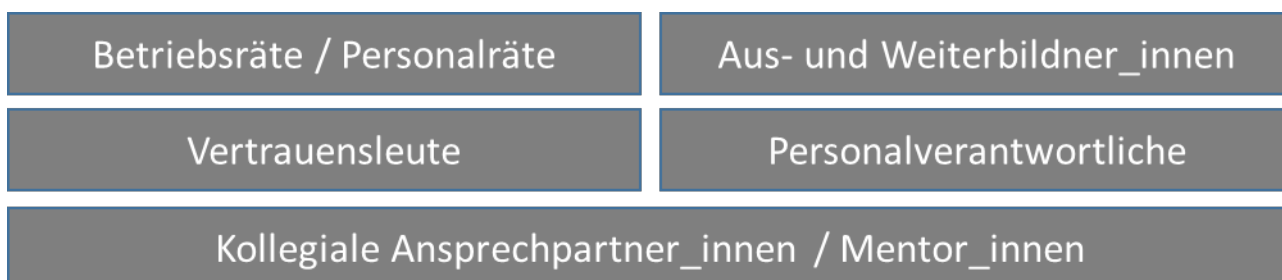 Betriebsräte / Personalräte
Aus- und Weiterbildner_innen
Vertrauensleute
Personalverantwortliche
Kollegiale Ansprechpartner_innen / Mentor_innen